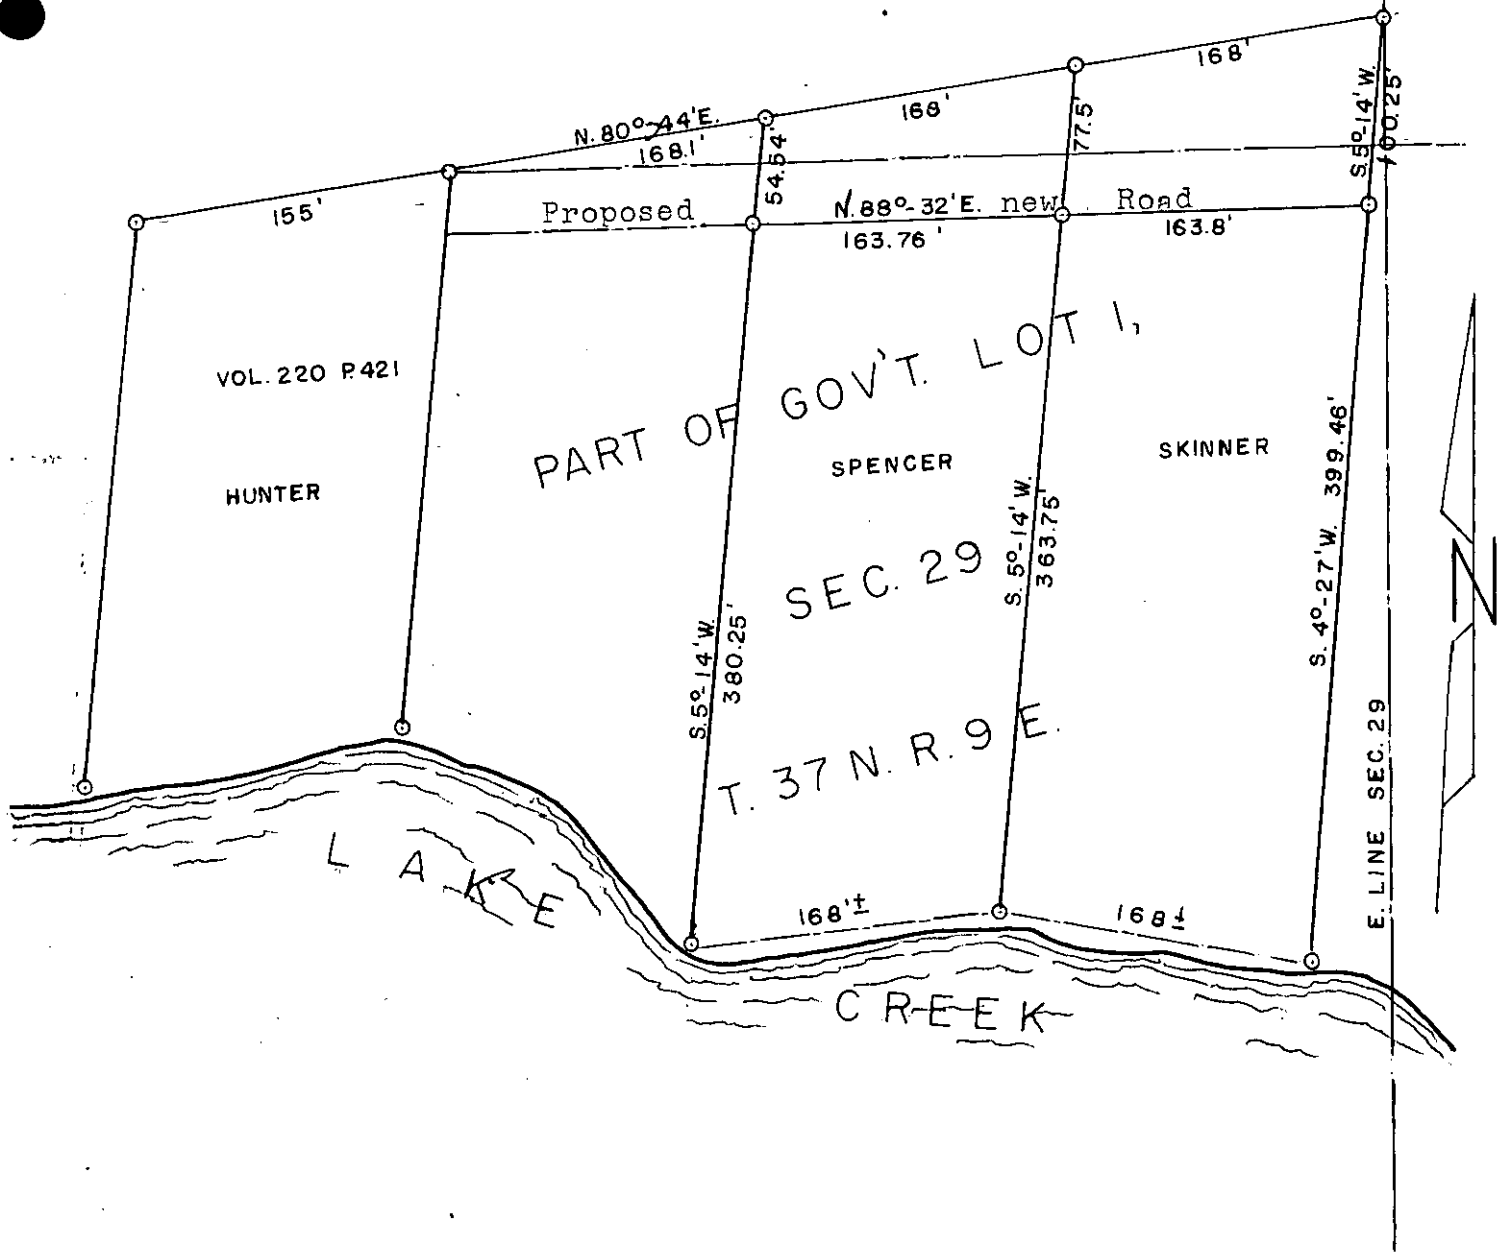 168'
N. 80°-44'E.
168.1'
168'
77.5'
S. 5°-14' W.
100.25'
54.54'
155'
Proposed
N. 88°-32'E. new Road
163.76'
163.8'
VOL. 220 P. 421
HUNTER
PART OF GOV'T. LOT 1,
SPENCER
SKINNER
SEC. 29
T. 37 N. R. 9 E.
S. 5°-14' W.
380.25'
S. 5°-14' W.
363.75'
S. 4°-27' W. 399.46'
E. LINE SEC. 29
N
168'±
168'±
LAKE
CREEK